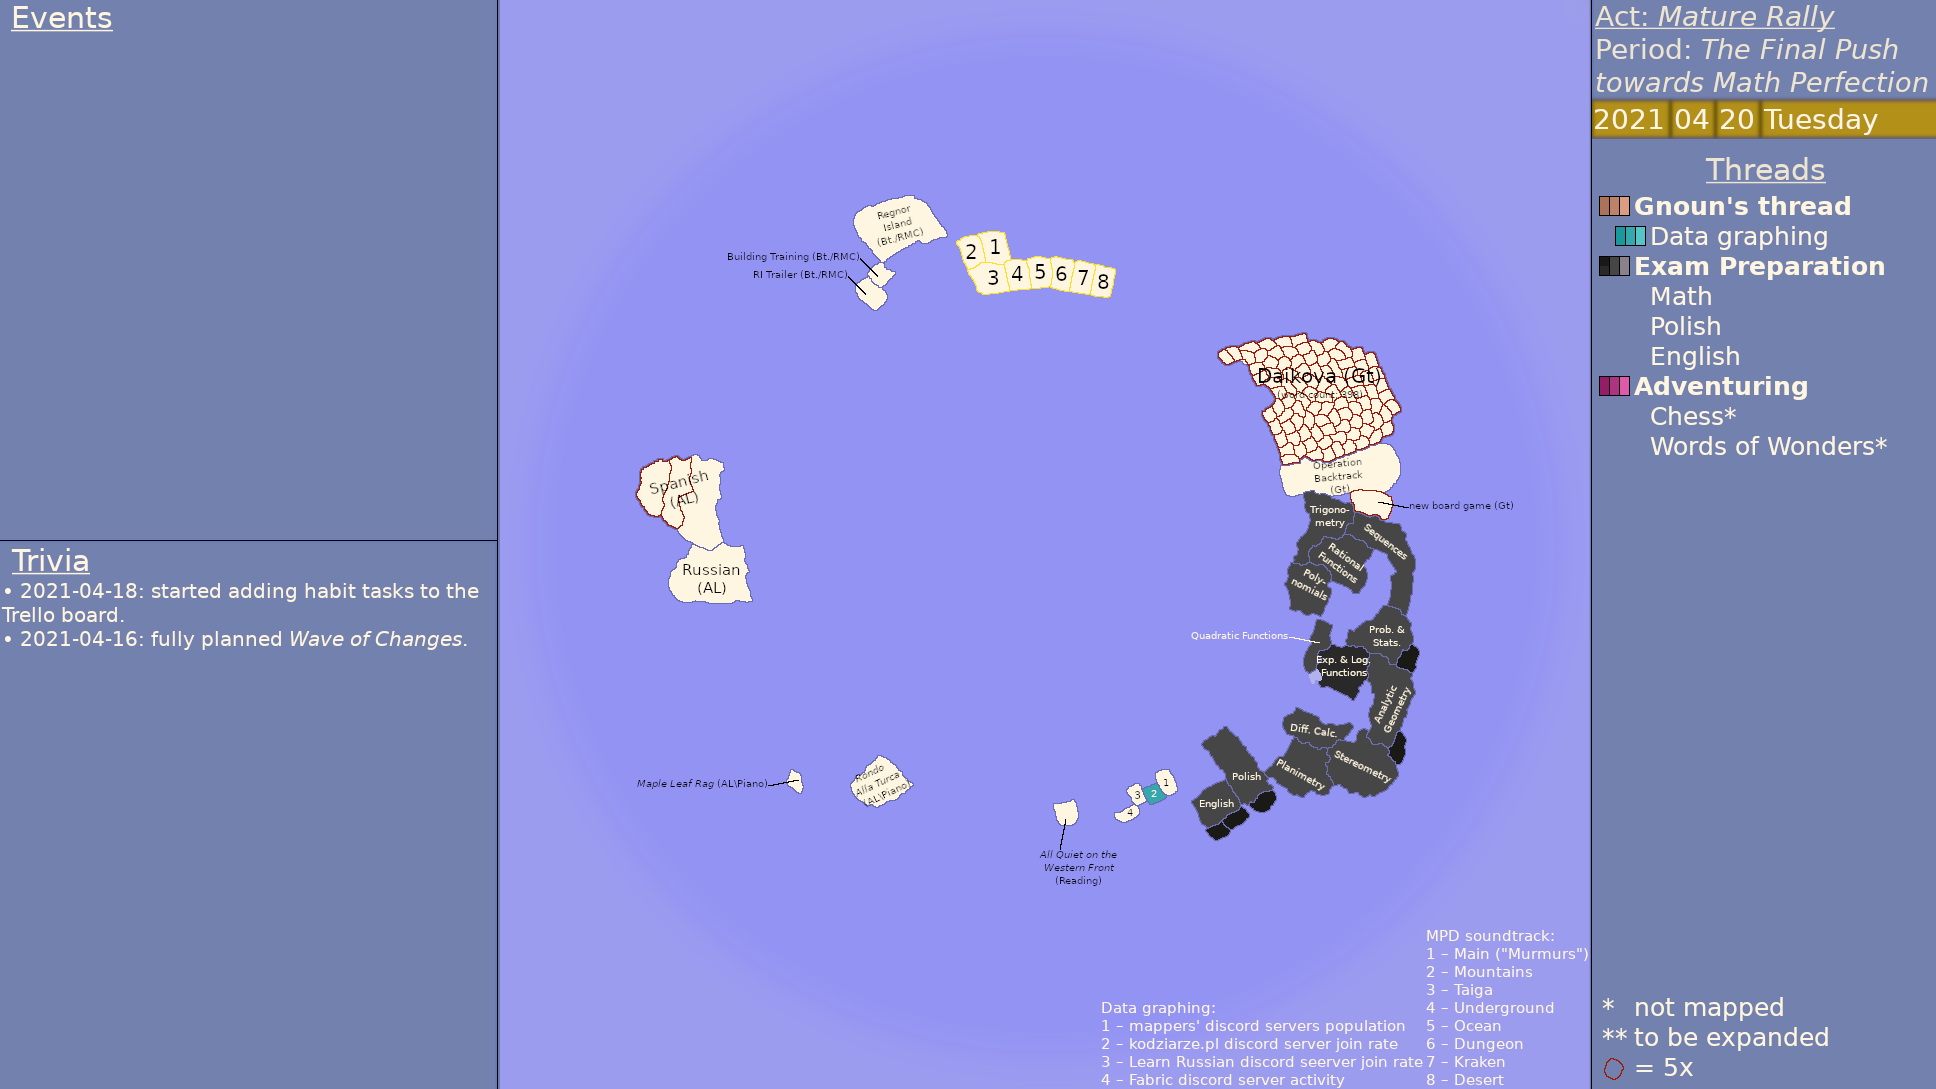 Events
Trivia
• 2021-04-18: started adding habit tasks to the
Trello board.
• 2021-04-16: fully planned Wave of Changes.
Regnor
Island
(Bt./RMC)
Building Training (Bt./RMC)
RI Trailer (Bt./RMC)
2
1
3
4
5
6
7
8
Daikova (Gt)
(word count: 398)
Operation
Backtrack
(Gt)
new board game (Gt)
Trigono-
metry
Sequences
Rational
Functions
Poly-
nomials
Quadratic Functions
Prob. &
Stats.
Exp. & Log.
Functions
Analytic
Geometry
Diff. Calc.
Stereometry
Planimetry
Polish
English
Spanish
(AL)
Russian
(AL)
Maple Leaf Rag (AL\Piano)
Rondo
Alla Turca
(AL\Piano)
1
2
3
4
All Quiet on the
Western Front
(Reading)
Data graphing:
1 – mappers' discord servers population
2 – kodziarze.pl discord server join rate
3 – Learn Russian discord seerver join rate
4 – Fabric discord server activity
MPD soundtrack:
1 – Main ("Murmurs")
2 – Mountains
3 – Taiga
4 – Underground
5 – Ocean
6 – Dungeon
7 – Kraken
8 – Desert
Act: Mature Rally
Period: The Final Push
towards Math Perfection
2021 04 20 Tuesday
Threads
Gnoun's thread
Data graphing
Exam Preparation
Math
Polish
English
Adventuring
Chess*
Words of Wonders*
* not mapped
** to be expanded
= 5x